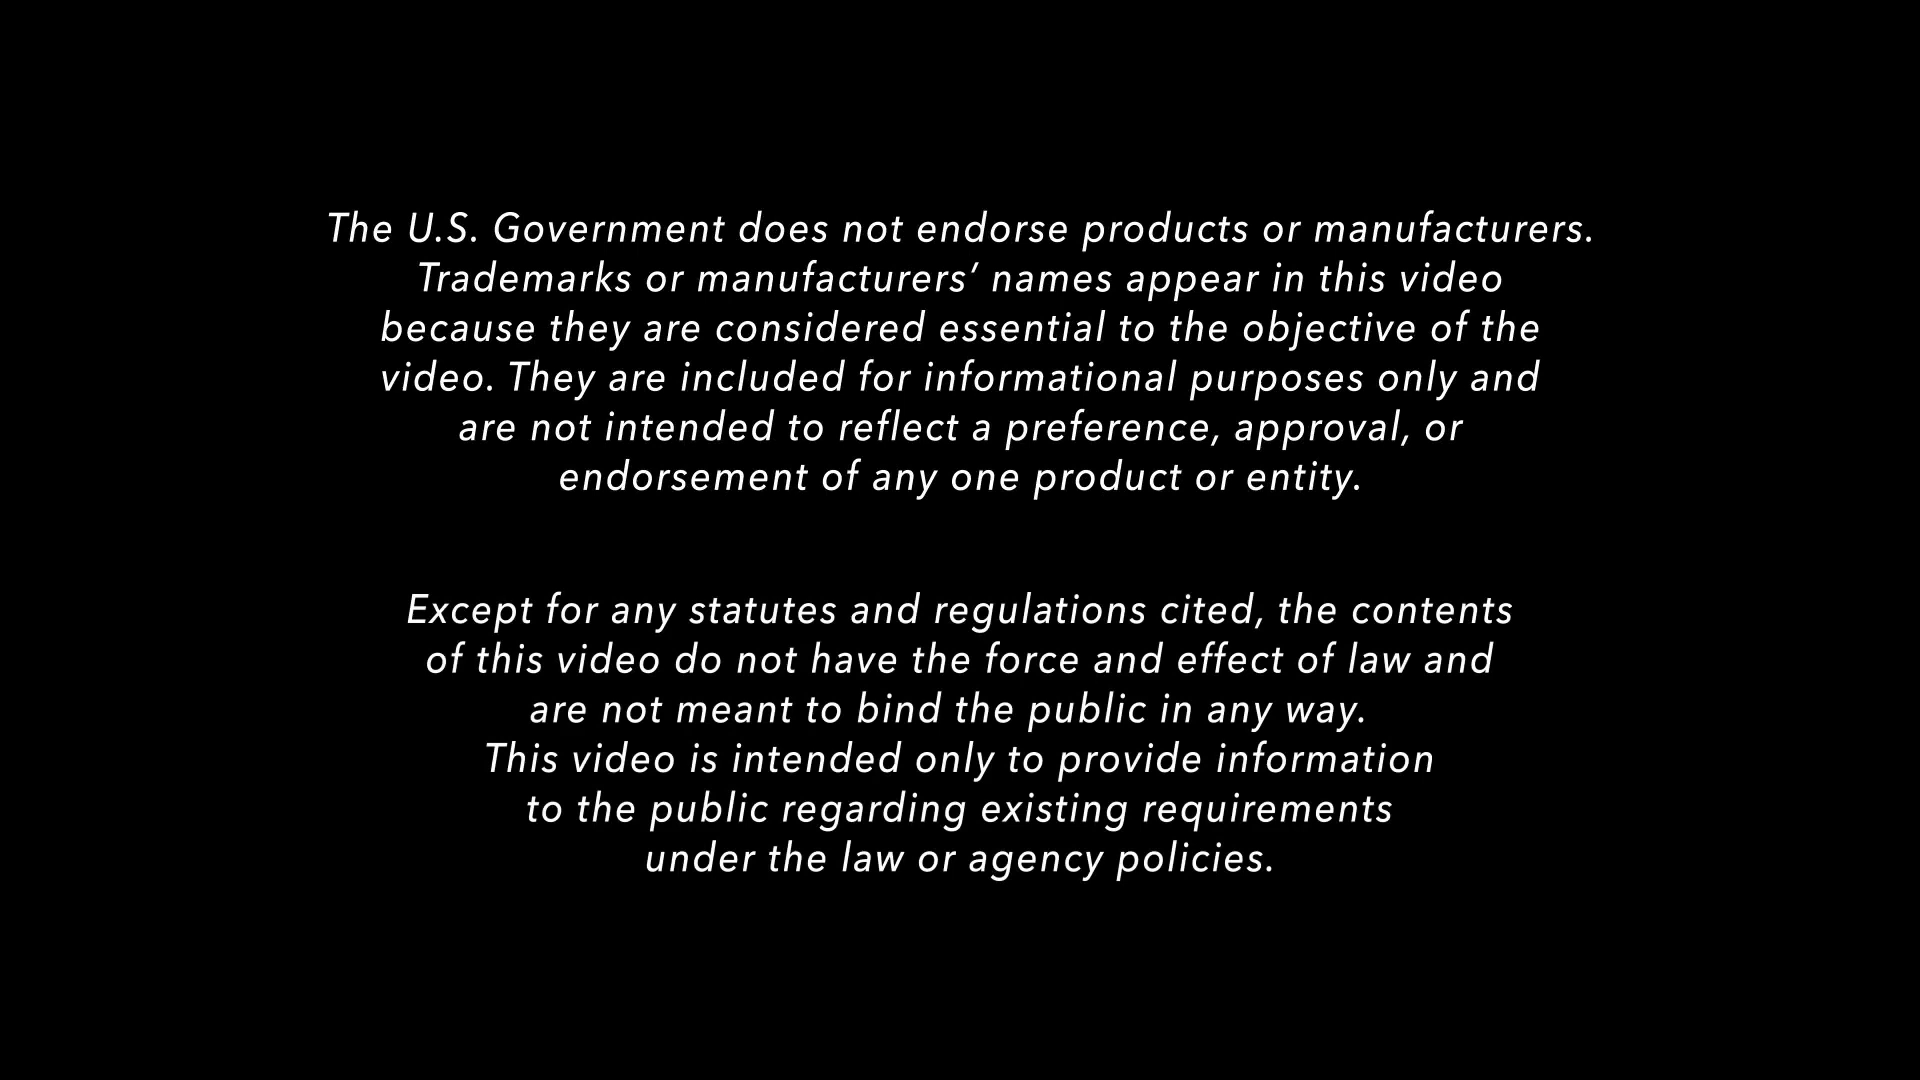 The U.S. Government does not endorse products or manufacturers.
Trademarks or manufacturers’ names appear in this video
because they are considered essential to the objective of the
video. They are included for informational purposes only and
are not intended to reflect a preference, approval, or
endorsement of any one product or entity.
Except for any statutes and regulations cited, the contents
of this video do not have the force and effect of law and
are not meant to bind the public in any way.
This video is intended only to provide information
to the public regarding existing requirements
under the law or agency policies.